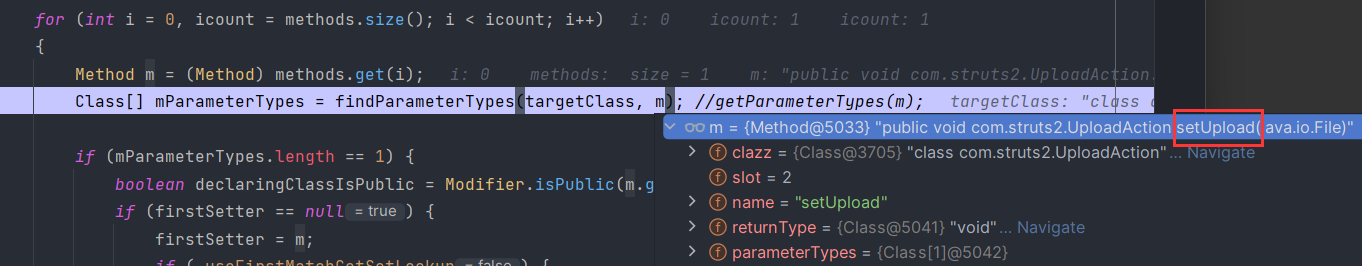 for (int i = 0, icount = methods.size(); i < icount; i++) i: 0 icount: 1 icount: 1
{
Method m = (Method) methods.get(i); i: 0 methods: size = 1 m: "public void com.struts2.UploadAction.
Class[] mParameterTypes = findParameterTypes(targetClass, m); //getParameterTypes(m); targetClass: "class c
m = {Method@5033} "public void com.struts2.UploadAction.setUpload(java.io.File)"
if (mParameterTypes.length == 1) {
clazz = {Class@3705} "class com.struts2.UploadAction"... Navigate
boolean declaringClassIsPublic = Modifier.isPublic(m.g
slot = 2
if (firstSetter == null = true) {
name = "setUpload"
firstSetter = m;
returnType = {Class@5041} "void"... Navigate
if (_useFirstMatchGetSetLookup = false) {
parameterTypes = {Class[1]@5042}